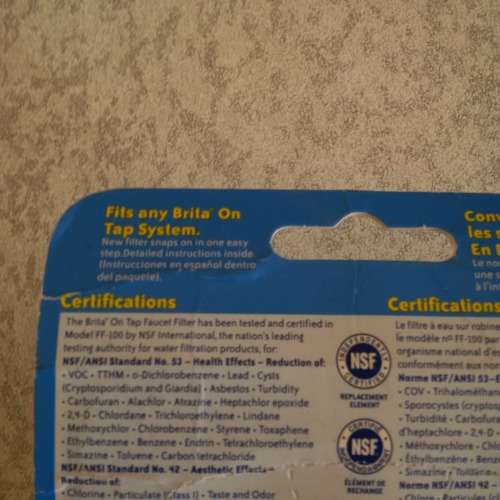 Fits any Brita® On
Tap System.
New filter snaps on in one easy
step. Detailed instructions inside.
(Instrucciones en español dentro
del paquete).
Certifications
The Brita® On Tap Faucet Filter has been tested and certified in
Model FF-100 by NSF International, the nation's leading
testing authority for water filtration products, for:
NSF/ANSI Standard No. 53 – Health Effects – Reduction of:
• VOC • TTHM • o-Dichlorobenzene • Lead • Cysts
(Cryptosporidium and Giardia) • Asbestos • Turbidity
• Carbofuran • Alachlor • Atrazine • Heptachlor epoxide
• 2,4-D • Chlordane • Trichloroethylene • Lindane
• Methoxychlor • Chlorobenzene • Styrene • Toxaphene
• Ethylbenzene • Benzene • Endrin • Tetrachloroethylene
• Simazine • Toluene • Carbon tetrachloride
NSF/ANSI Standard No. 42 – Aesthetic Effects –
Reduction of:
• Chlorine • Particulate (Class I) • Taste and Odor
INDEPENDENTLY
NSF
CERTIFIED
REPLACEMENT
ELEMENT
CERTIFIÉ
NSF
INDÉPENDAMMENT
ÉLÉMENT DE
RECHANGE
les
En
Le
une s
à l'in
Certifications
Le filtre à eau sur robine
le modèle nº FF-100 par
organisme national d'e
conformément aux nor
Norme NSF/ANSI 53 –
• COV • Trihalométha
• Sporocystes (crypto
• Turbidité • Carbofura
d'heptachlore • 2,4-D •
• Méthoxychlore • Chl
• Éthylbenzène • Benz
• Simazine •
Norme NSF/ANSI 42 –
• Chlore • Particules